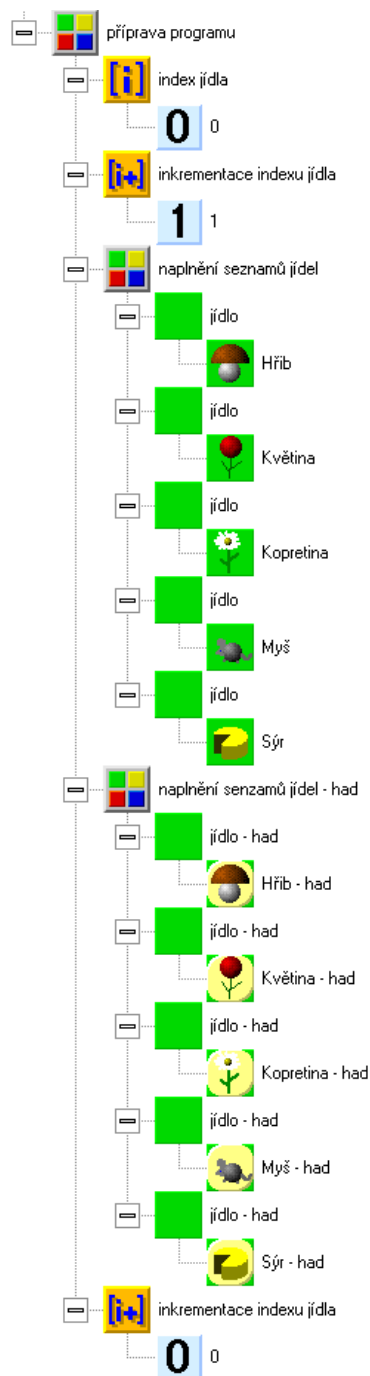 příprava programu
[i] index jídla
0 0
[i+] inkrementace indexu jídla
1 1
naplnění seznamů jídel
jídlo
Hřib
jídlo
Květina
jídlo
Kopretina
jídlo
Myš
jídlo
Sýr
naplnění senzamů jídel - had
jídlo - had
Hřib - had
jídlo - had
Květina - had
jídlo - had
Kopretina - had
jídlo - had
Myš - had
jídlo - had
Sýr - had
[i+] inkrementace indexu jídla
0 0